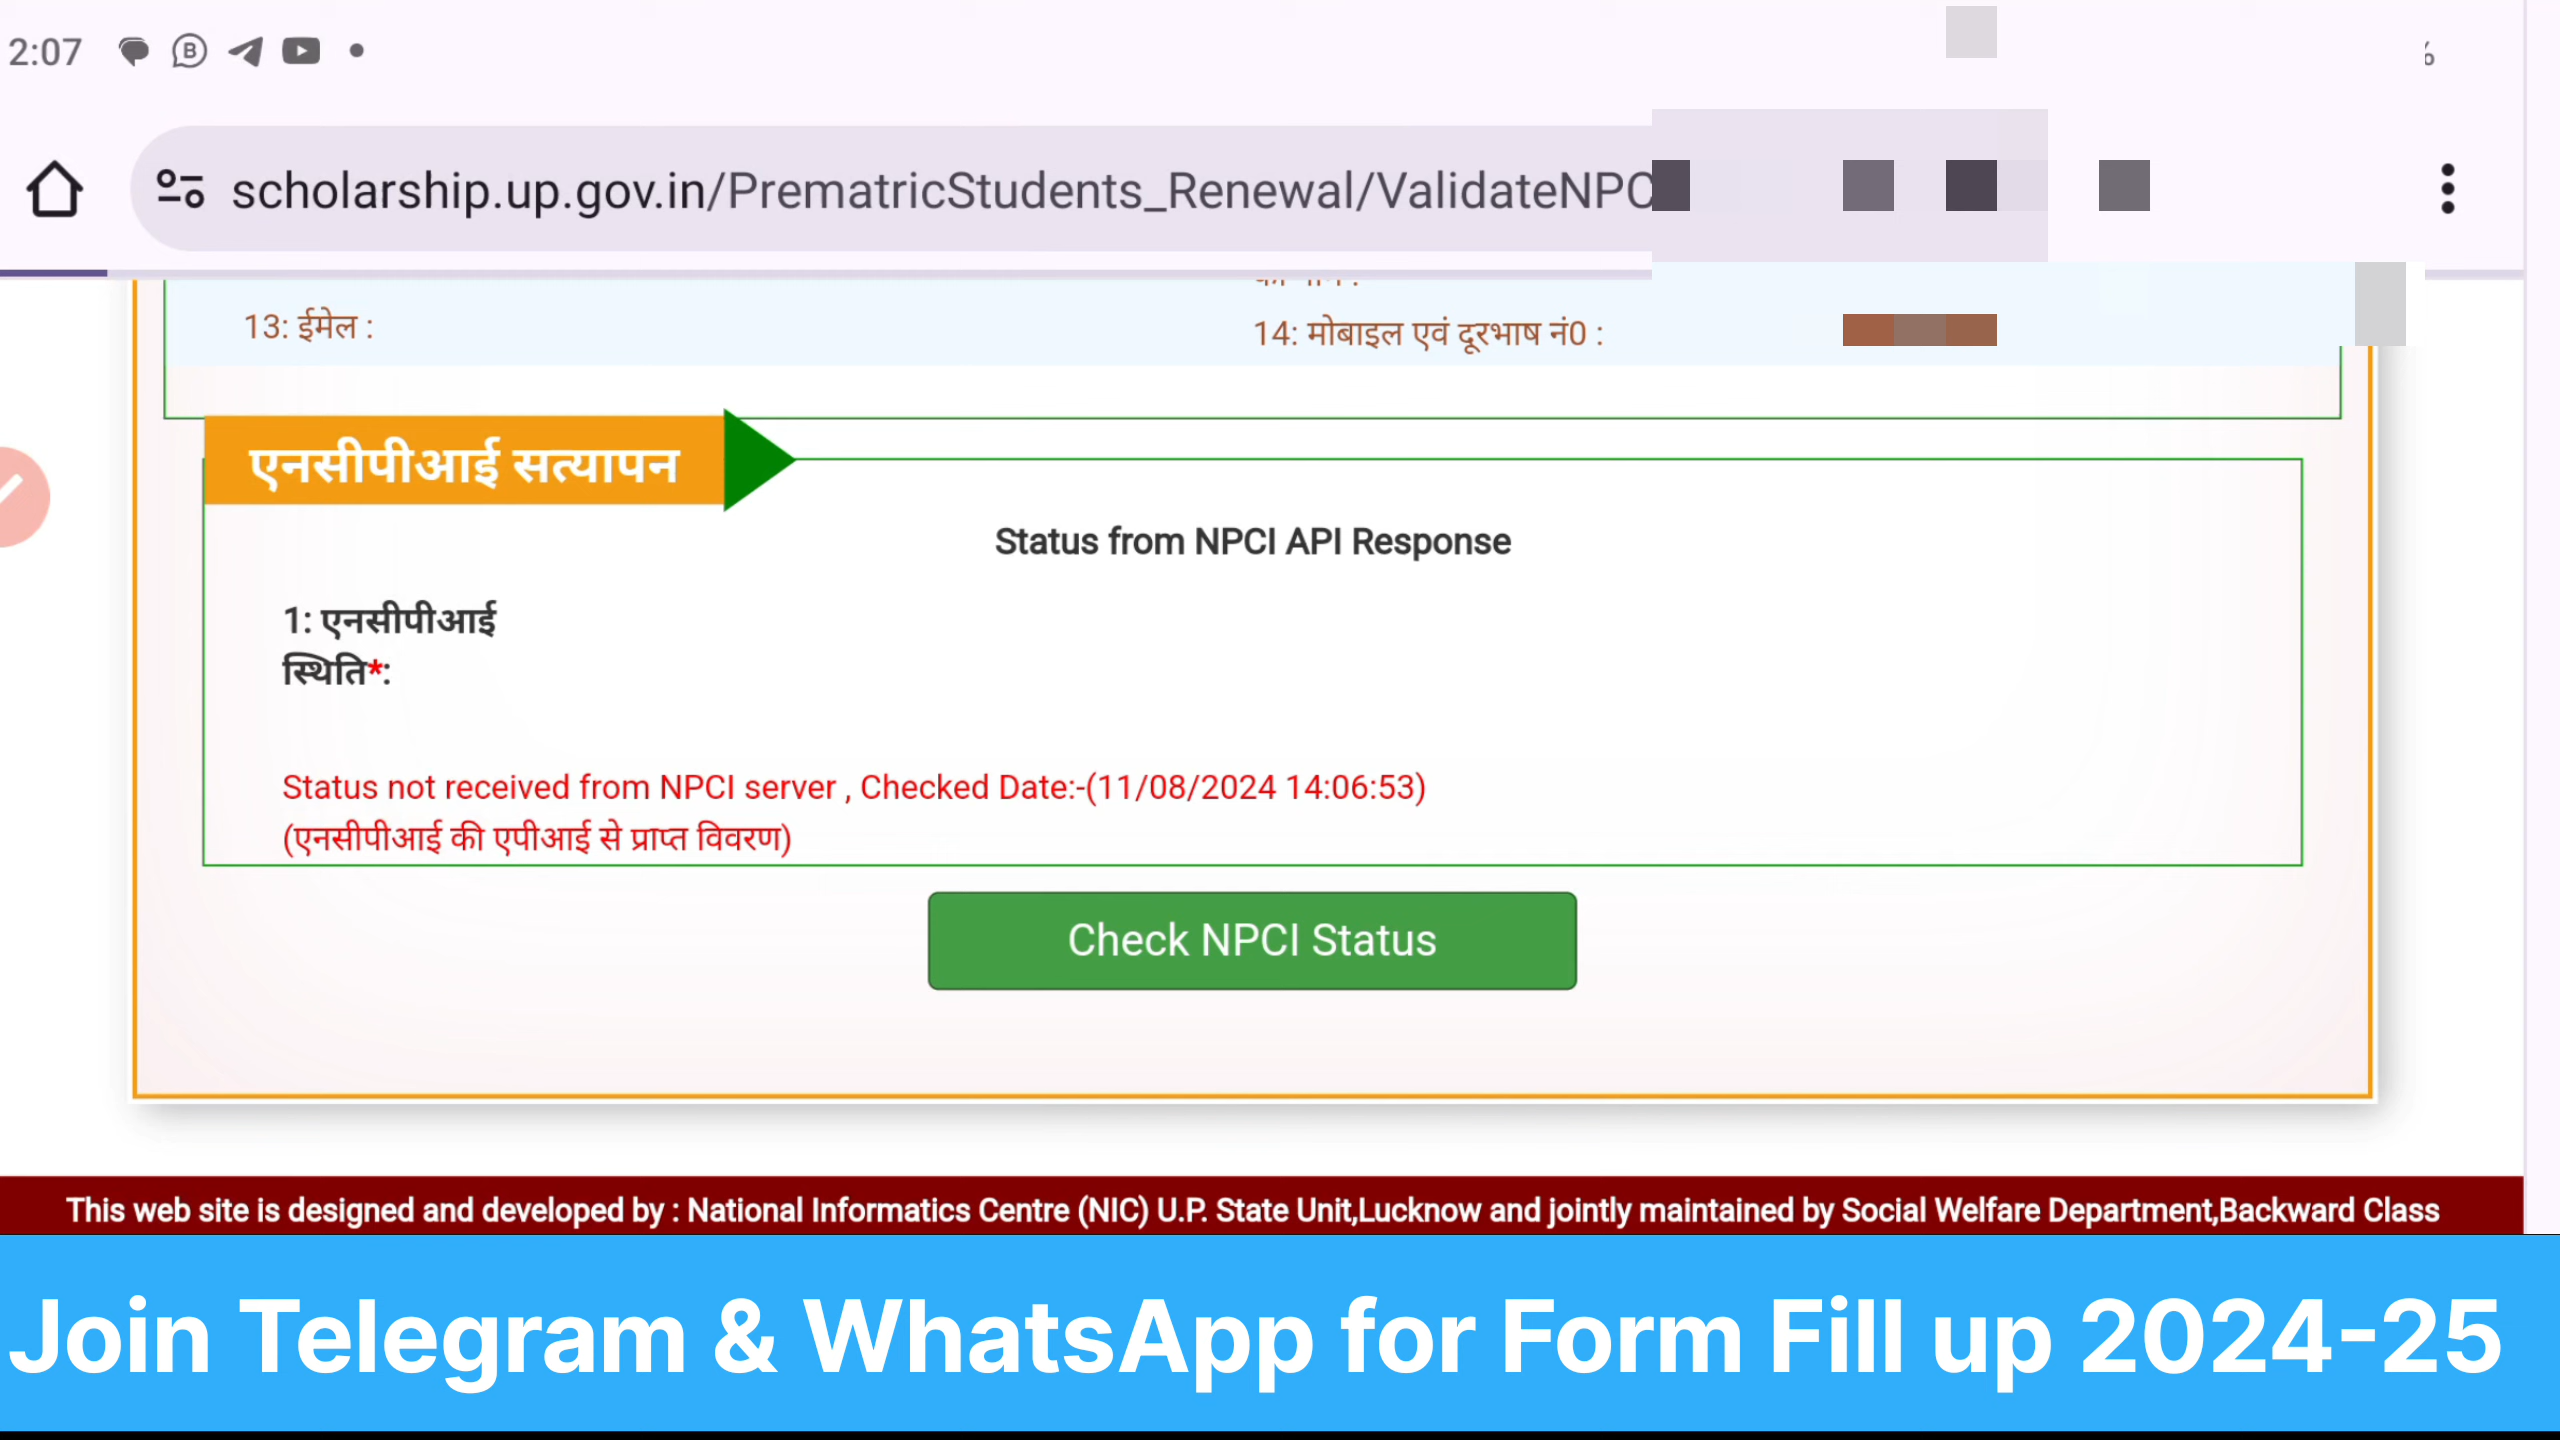 2:07
scholarship.up.gov.in/PrematricStudents_Renewal/ValidateNPC
13: ईमेल :
14: मोबाइल एवं दूरभाष नं0 :
एनसीपीआई सत्यापन
Status from NPCI API Response
1: एनसीपीआई
स्थिति*:
Status not received from NPCI server , Checked Date:-(11/08/2024 14:06:53)
(एनसीपीआई की एपीआई से प्राप्त विवरण)
Check NPCI Status
This web site is designed and developed by : National Informatics Centre (NIC) U.P. State Unit,Lucknow and jointly maintained by Social Welfare Department,Backward Class
Join Telegram & WhatsApp for Form Fill up 2024-25